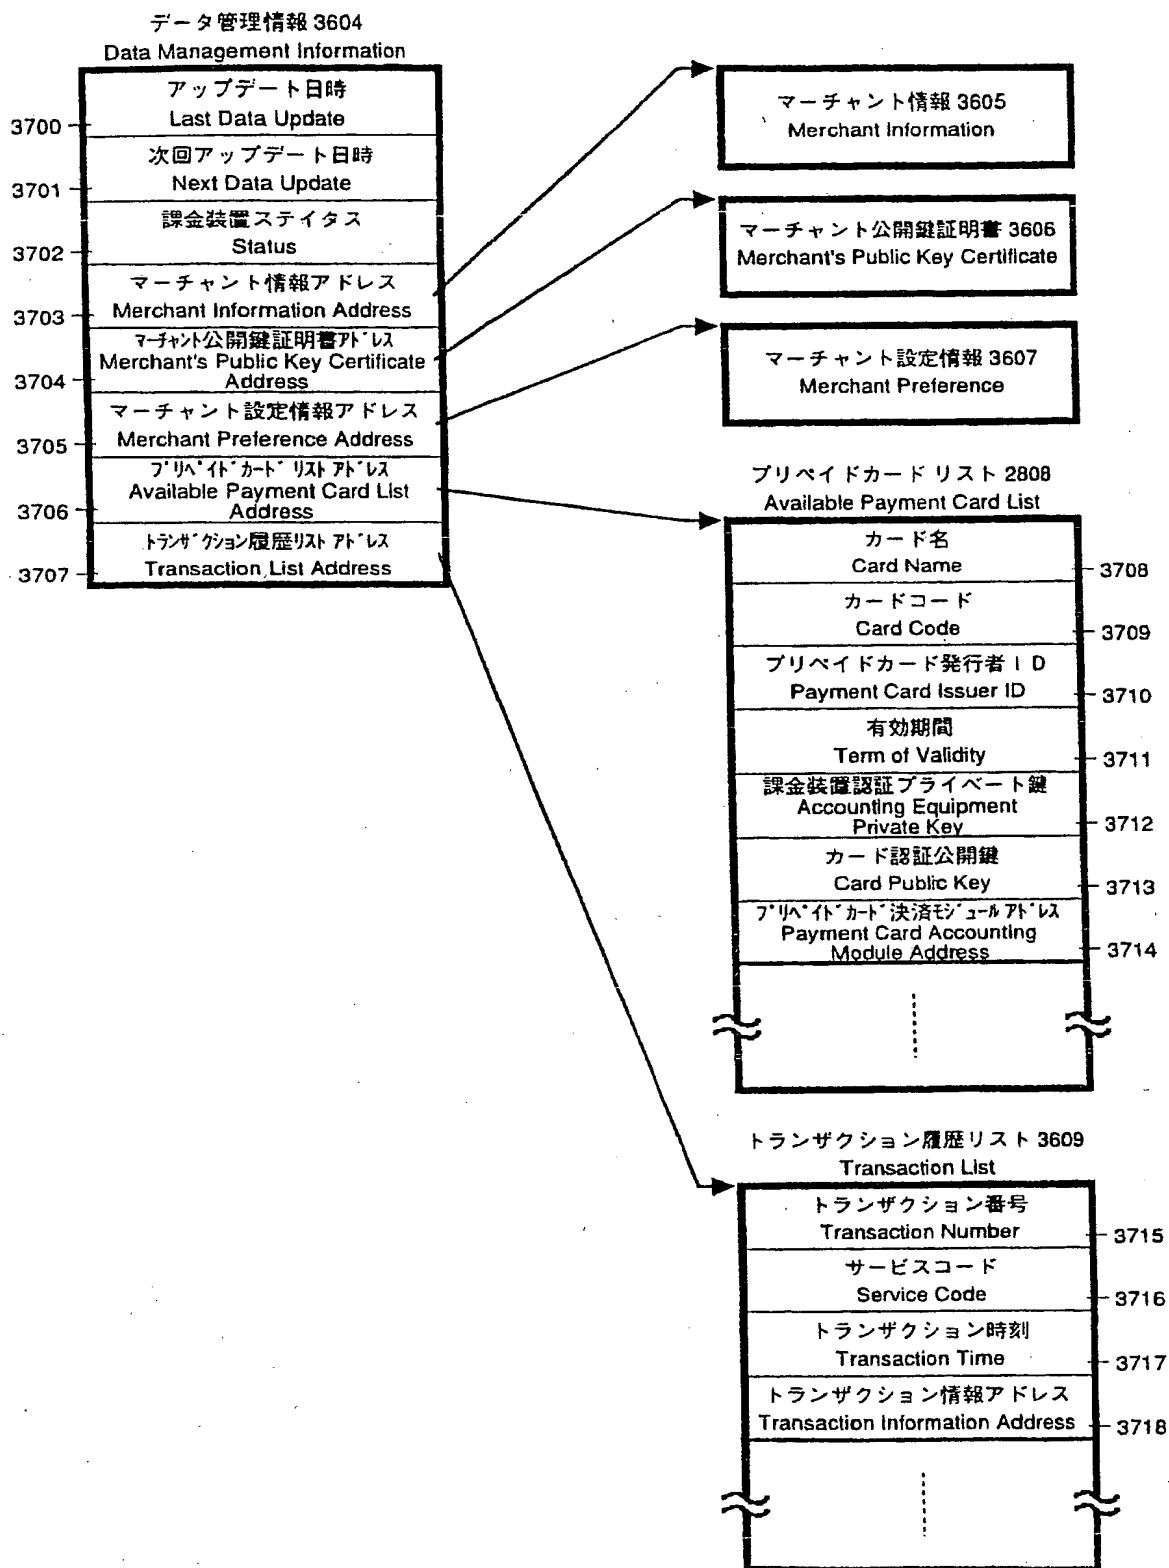 データ管理情報 3604
Data Management Information
アップデート日時
Last Data Update
3700
次回アップデート日時
Next Data Update
3701
課金装置ステイタス
Status
3702
マーチャント情報アドレス
Merchant Information Address
3703
マーチャント公開鍵証明書アドレス
Merchant's Public Key Certificate
Address
3704
マーチャント設定情報アドレス
Merchant Preference Address
3705
プリペイドカード リスト アドレス
Available Payment Card List
Address
3706
トランザクション履歴リスト アドレス
Transaction List Address
3707
マーチャント情報 3605
Merchant Information
マーチャント公開鍵証明書 3606
Merchant's Public Key Certificate
マーチャント設定情報 3607
Merchant Preference
プリペイドカード リスト 2808
Available Payment Card List
カード名
Card Name
3708
カードコード
Card Code
3709
プリペイドカード発行者ID
Payment Card Issuer ID
3710
有効期間
Term of Validity
3711
課金装置認証プライベート鍵
Accounting Equipment
Private Key
3712
カード認証公開鍵
Card Public Key
3713
プリペイドカード決済モジュールアドレス
Payment Card Accounting
Module Address
3714
トランザクション履歴リスト 3609
Transaction List
トランザクション番号
Transaction Number
3715
サービスコード
Service Code
3716
トランザクション時刻
Transaction Time
3717
トランザクション情報アドレス
Transaction Information Address
3718